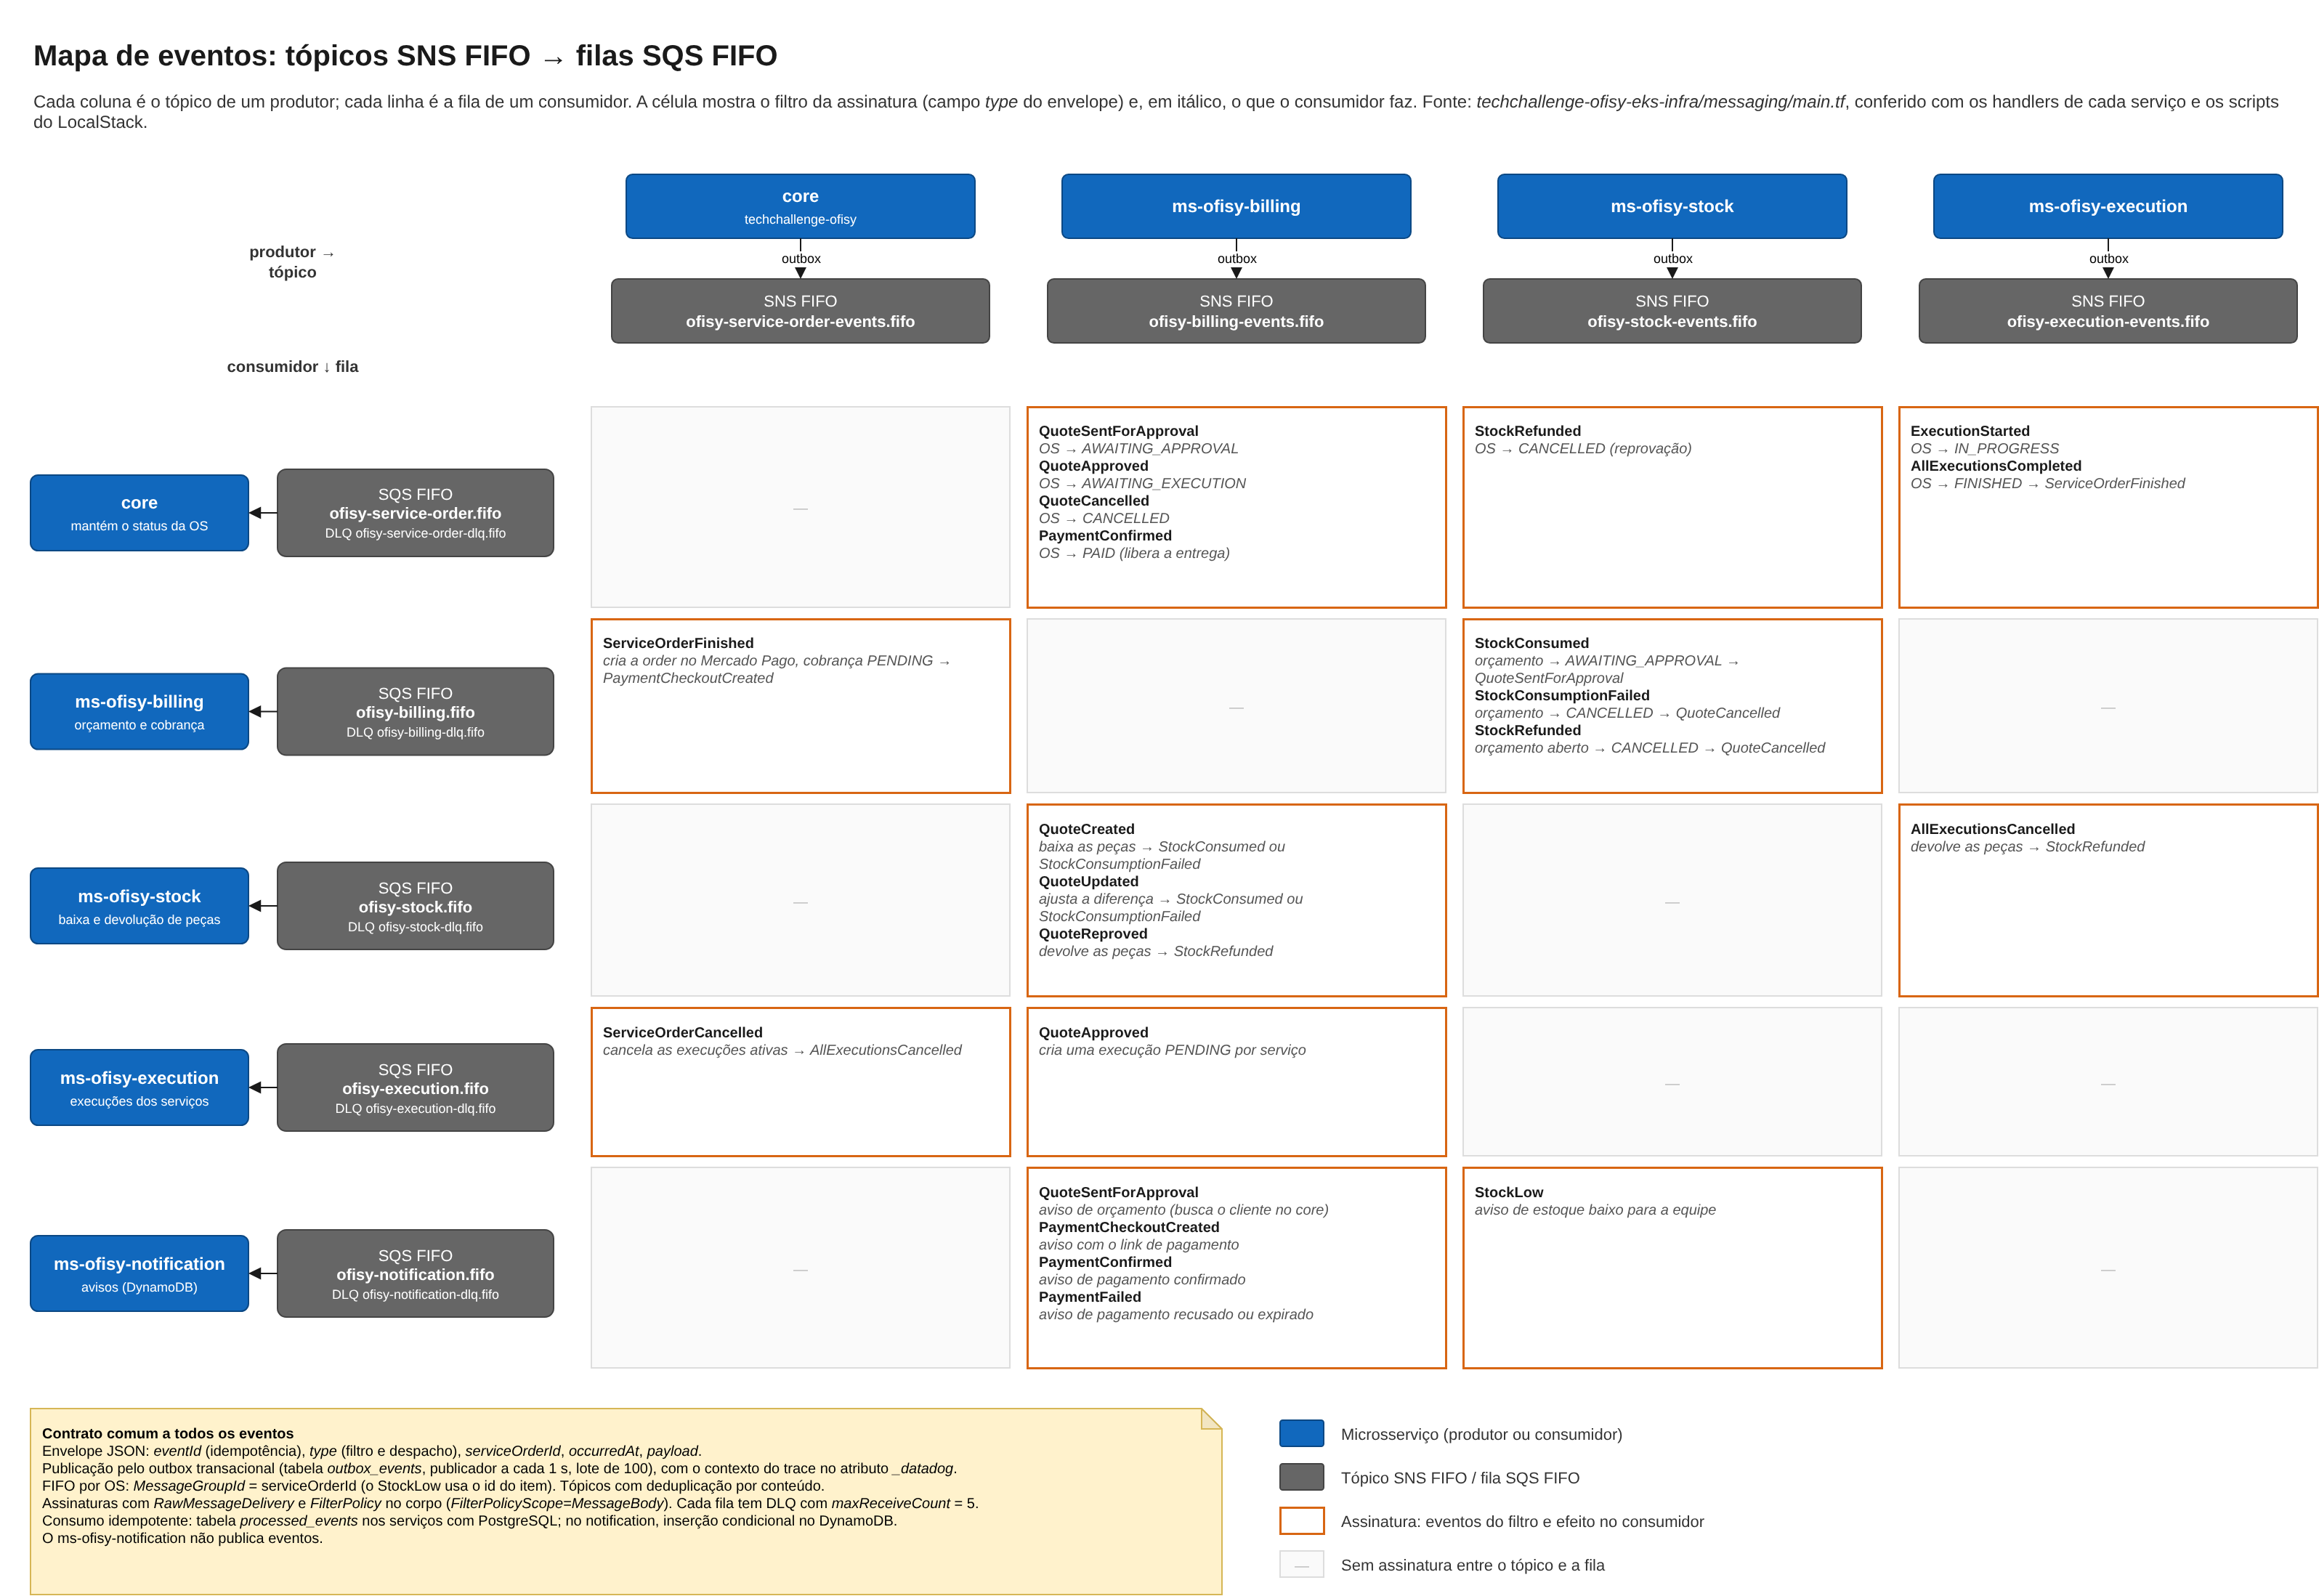 Mapa de eventos: tópicos SNS FIFO → filas SQS FIFO
Cada coluna é o tópico de um produtor; cada linha é a fila de um consumidor. A célula mostra o filtro da assinatura (campo type do envelope) e, em itálico, o que o consumidor faz. Fonte: techchallenge-ofisy-eks-infra/messaging/main.tf, conferido com os handlers de cada serviço e os scripts
do LocalStack.
produtor →
tópico
consumidor ↓ fila
core
techchallenge-ofisy
outbox
SNS FIFO
ofisy-service-order-events.fifo
ms-ofisy-billing
outbox
SNS FIFO
ofisy-billing-events.fifo
ms-ofisy-stock
outbox
SNS FIFO
ofisy-stock-events.fifo
ms-ofisy-execution
outbox
SNS FIFO
ofisy-execution-events.fifo
core
mantém o status da OS
SQS FIFO
ofisy-service-order.fifo
DLQ ofisy-service-order-dlq.fifo
—
QuoteSentForApproval
OS → AWAITING_APPROVAL
QuoteApproved
OS → AWAITING_EXECUTION
QuoteCancelled
OS → CANCELLED
PaymentConfirmed
OS → PAID (libera a entrega)
StockRefunded
OS → CANCELLED (reprovação)
ExecutionStarted
OS → IN_PROGRESS
AllExecutionsCompleted
OS → FINISHED → ServiceOrderFinished
ms-ofisy-billing
orçamento e cobrança
SQS FIFO
ofisy-billing.fifo
DLQ ofisy-billing-dlq.fifo
ServiceOrderFinished
cria a order no Mercado Pago, cobrança PENDING →
PaymentCheckoutCreated
—
StockConsumed
orçamento → AWAITING_APPROVAL →
QuoteSentForApproval
StockConsumptionFailed
orçamento → CANCELLED → QuoteCancelled
StockRefunded
orçamento aberto → CANCELLED → QuoteCancelled
—
ms-ofisy-stock
baixa e devolução de peças
SQS FIFO
ofisy-stock.fifo
DLQ ofisy-stock-dlq.fifo
—
QuoteCreated
baixa as peças → StockConsumed ou
StockConsumptionFailed
QuoteUpdated
ajusta a diferença → StockConsumed ou
StockConsumptionFailed
QuoteReproved
devolve as peças → StockRefunded
—
AllExecutionsCancelled
devolve as peças → StockRefunded
ms-ofisy-execution
execuções dos serviços
SQS FIFO
ofisy-execution.fifo
DLQ ofisy-execution-dlq.fifo
ServiceOrderCancelled
cancela as execuções ativas → AllExecutionsCancelled
QuoteApproved
cria uma execução PENDING por serviço
—
—
ms-ofisy-notification
avisos (DynamoDB)
SQS FIFO
ofisy-notification.fifo
DLQ ofisy-notification-dlq.fifo
—
QuoteSentForApproval
aviso de orçamento (busca o cliente no core)
PaymentCheckoutCreated
aviso com o link de pagamento
PaymentConfirmed
aviso de pagamento confirmado
PaymentFailed
aviso de pagamento recusado ou expirado
StockLow
aviso de estoque baixo para a equipe
—
Contrato comum a todos os eventos
Envelope JSON: eventId (idempotência), type (filtro e despacho), serviceOrderId, occurredAt, payload.
Publicação pelo outbox transacional (tabela outbox_events, publicador a cada 1 s, lote de 100), com o contexto do trace no atributo _datadog.
FIFO por OS: MessageGroupId = serviceOrderId (o StockLow usa o id do item). Tópicos com deduplicação por conteúdo.
Assinaturas com RawMessageDelivery e FilterPolicy no corpo (FilterPolicyScope=MessageBody). Cada fila tem DLQ com maxReceiveCount = 5.
Consumo idempotente: tabela processed_events nos serviços com PostgreSQL; no notification, inserção condicional no DynamoDB.
O ms-ofisy-notification não publica eventos.
Microsserviço (produtor ou consumidor)
Tópico SNS FIFO / fila SQS FIFO
Assinatura: eventos do filtro e efeito no consumidor
—
Sem assinatura entre o tópico e a fila